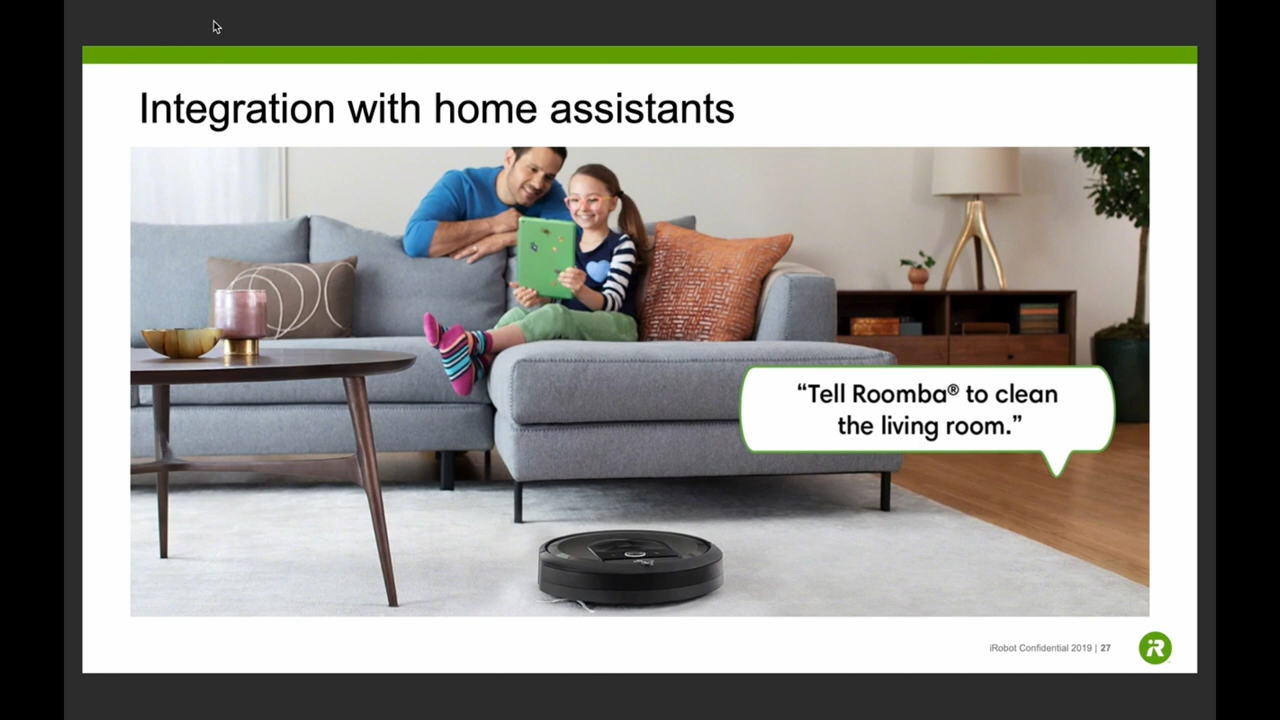 Integration with home assistants
“Tell Roomba® to clean
the living room.”
iRobot Confidential 2019 | 27
iR